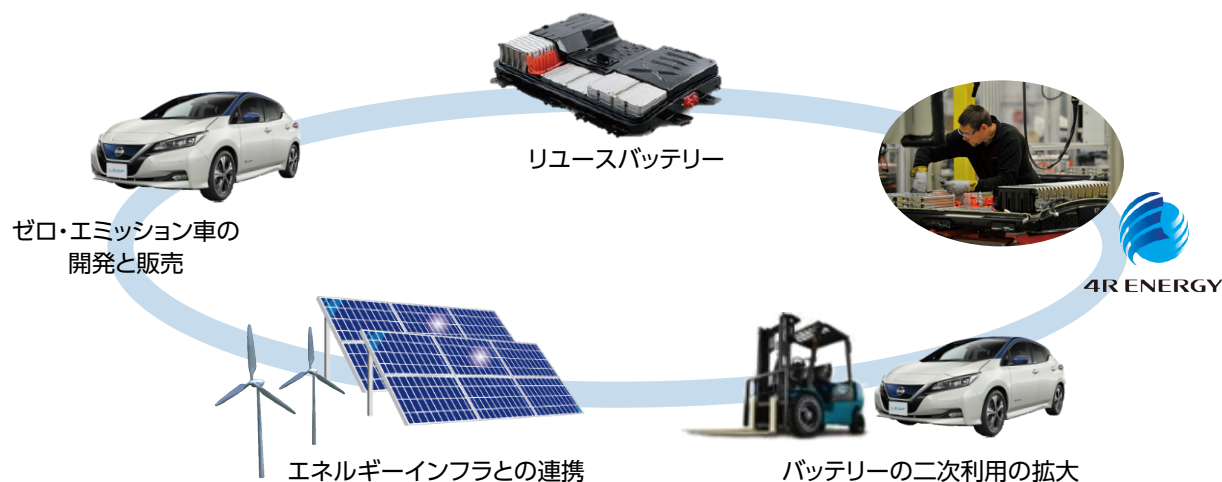 リユースバッテリー
ゼロ・エミッション車の
開発と販売
4R ENERGY
エネルギーインフラとの連携
バッテリーの二次利用の拡大